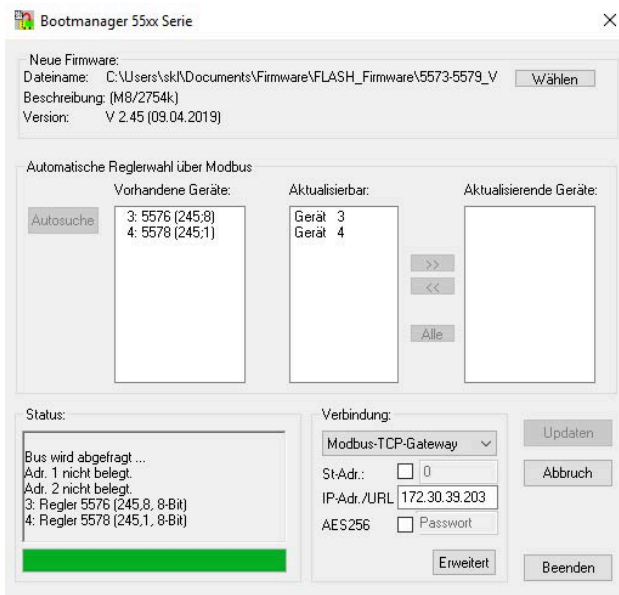 Bootmanager 55xx Serie
Neue Firmware:
Dateiname: C:\Users\skl\Documents\Firmware\FLASH_Firmware\5573-5579_V
Wählen
Beschreibung: (M8/2754k)
Version: V 2.45 (09.04.2019)
Automatische Reglerwahl über Modbus
Vorhandene Geräte:
Aktualisierbar:
Aktualisierende Geräte:
Autosuche
3: 5576 (245;8)
4: 5578 (245;1)
Gerät 3
Gerät 4
>>
<<
Alle
Status:
Bus wird abgefragt ...
Adr. 1 nicht belegt.
Adr. 2 nicht belegt.
3: Regler 5576 (245,8, 8-Bit)
4: Regler 5578 (245,1, 8-Bit)
Verbindung:
Modbus-TCP-Gateway
St-Adr.: 0
IP-Adr./URL 172.30.39.203
AES256 Passwort
Erweitert
Updaten
Abbruch
Beenden